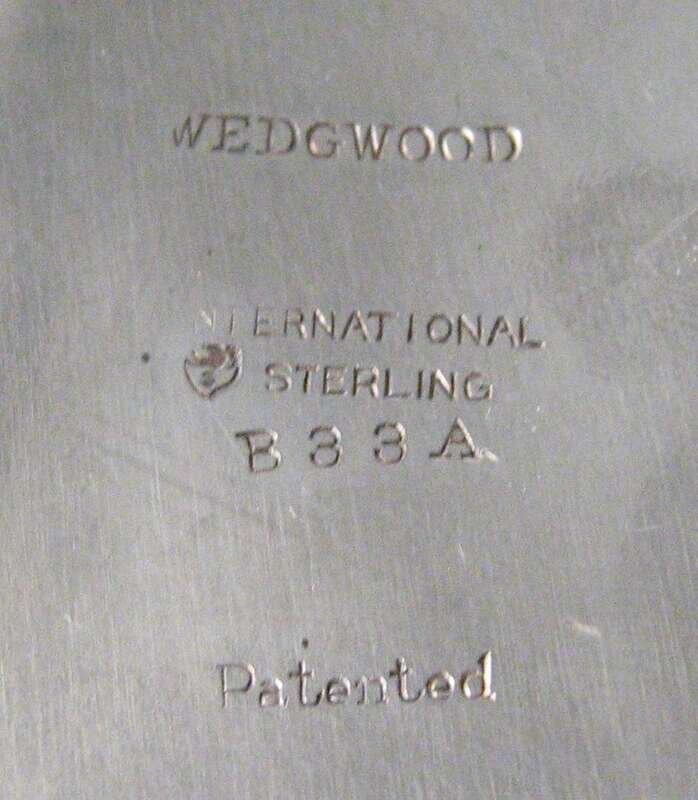 WEDGWOOD
INTERNATIONAL
STERLING
B33A
Patented